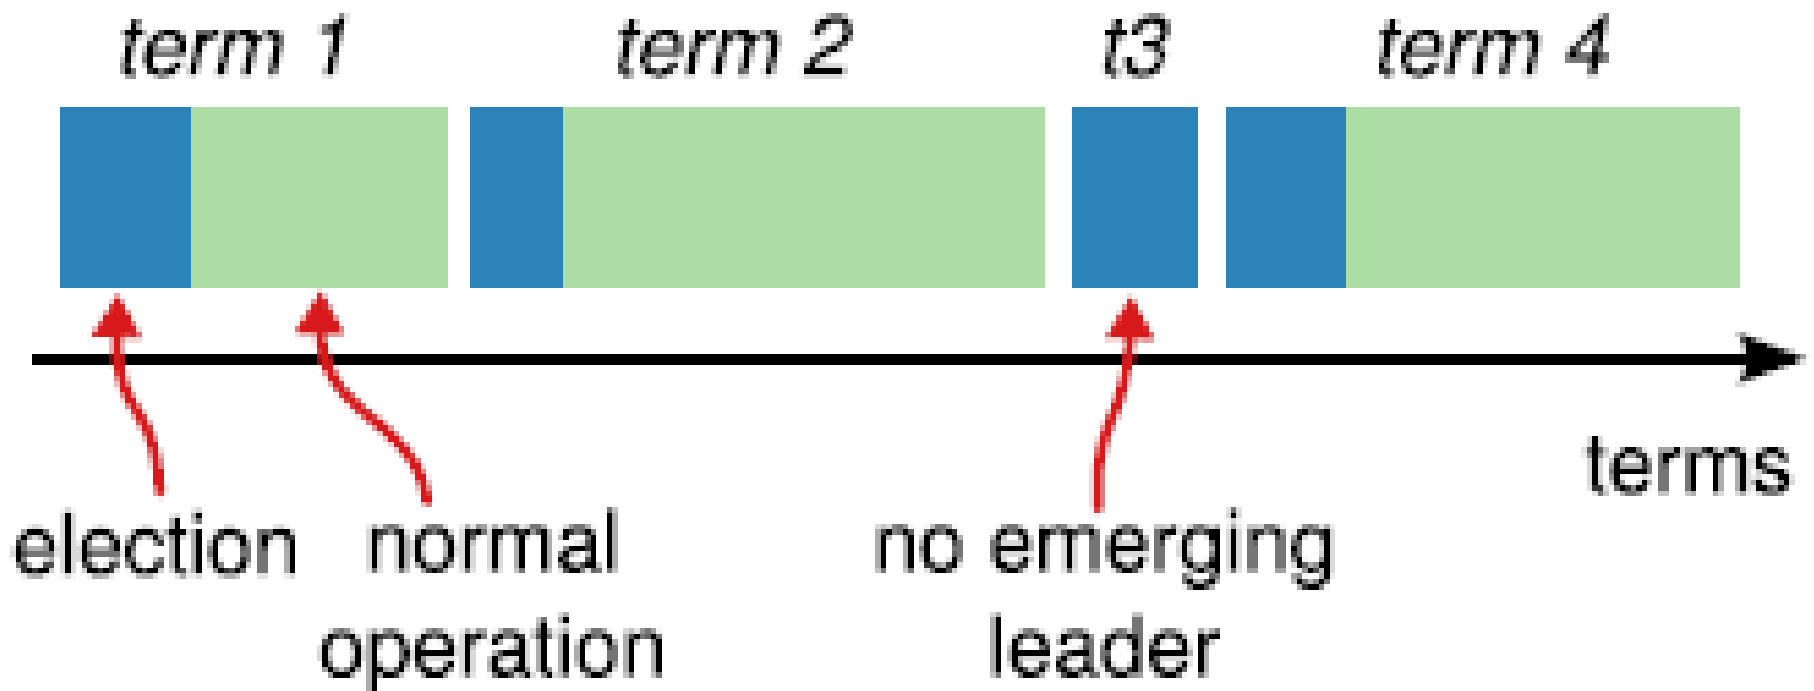 term 1 term 2 t3 term 4
terms
election normal operation no emerging leader